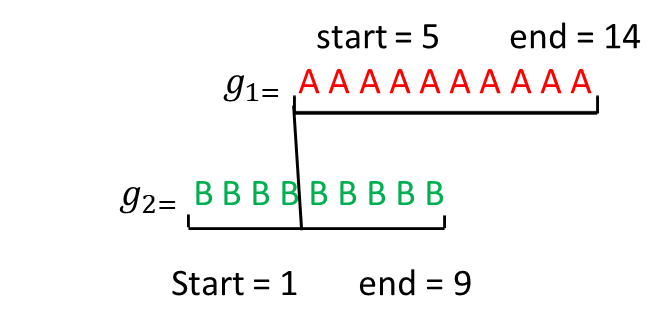 start = 5 end = 14
g₁₌ A A A A A A A A A A
g₂₌ B B B B B B B B B
Start = 1 end = 9